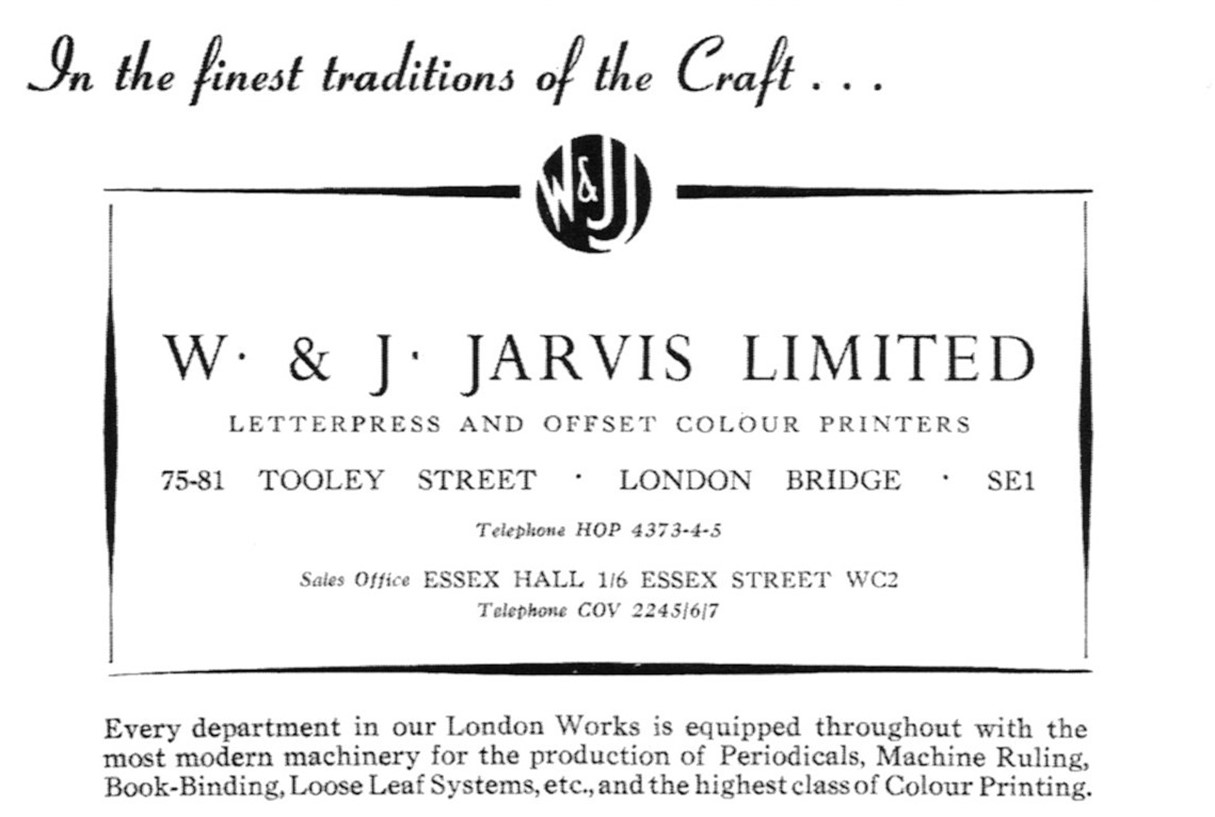 In the finest traditions of the Craft . . .
W & J J
W· & J· JARVIS LIMITED
LETTERPRESS AND OFFSET COLOUR PRINTERS
75-81 TOOLEY STREET · LONDON BRIDGE · SE1
Telephone HOP 4373-4-5
Sales Office ESSEX HALL 1/6 ESSEX STREET WC2
Telephone COV 2245/6/7
Every department in our London Works is equipped throughout with the
most modern machinery for the production of Periodicals, Machine Ruling,
Book-Binding, Loose Leaf Systems, etc., and the highest class of Colour Printing.